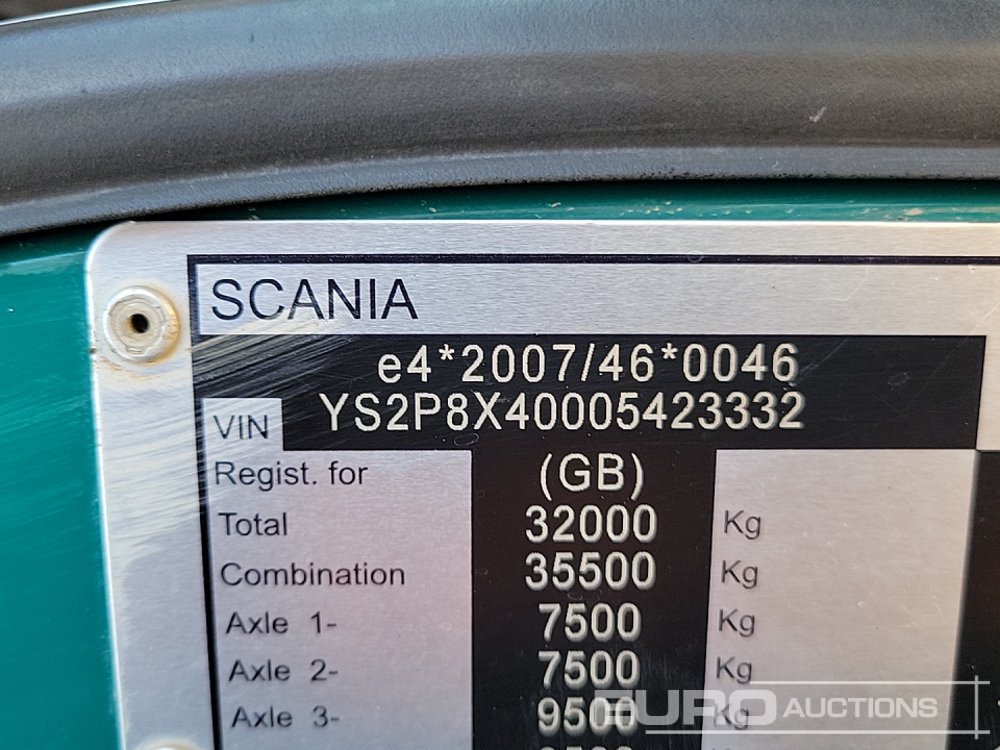 SCANIA
e4*2007/46*0046
VIN YS2P8X40005423332
Regist. for (GB)
Total 32000 Kg
Combination 35500 Kg
Axle 1- 7500 Kg
Axle 2- 7500 Kg
Axle 3- 9500 Kg
EURO AUCTIONS